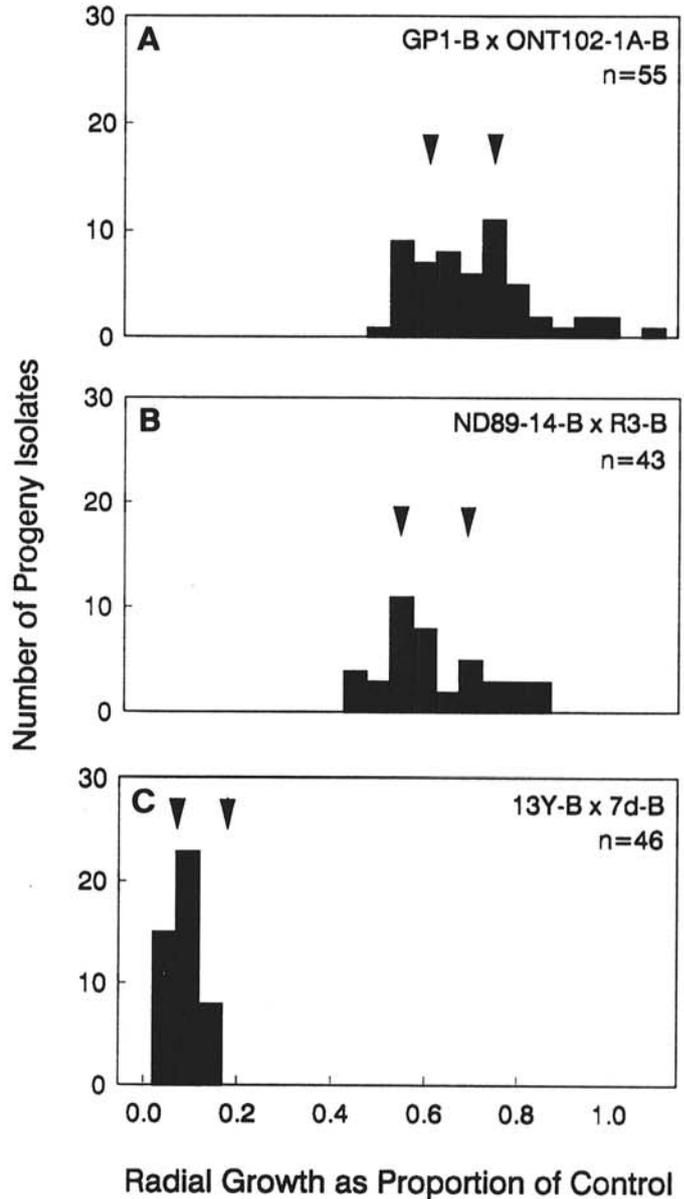 A
GP1-B x ONT102-1A-B
n=55
30
20
10
0
B
ND89-14-B x R3-B
n=43
30
20
10
0
C
13Y-B x 7d-B
n=46
30
20
10
0
0.0 0.2 0.4 0.6 0.8 1.0
Number of Progeny Isolates
Radial Growth as Proportion of Control